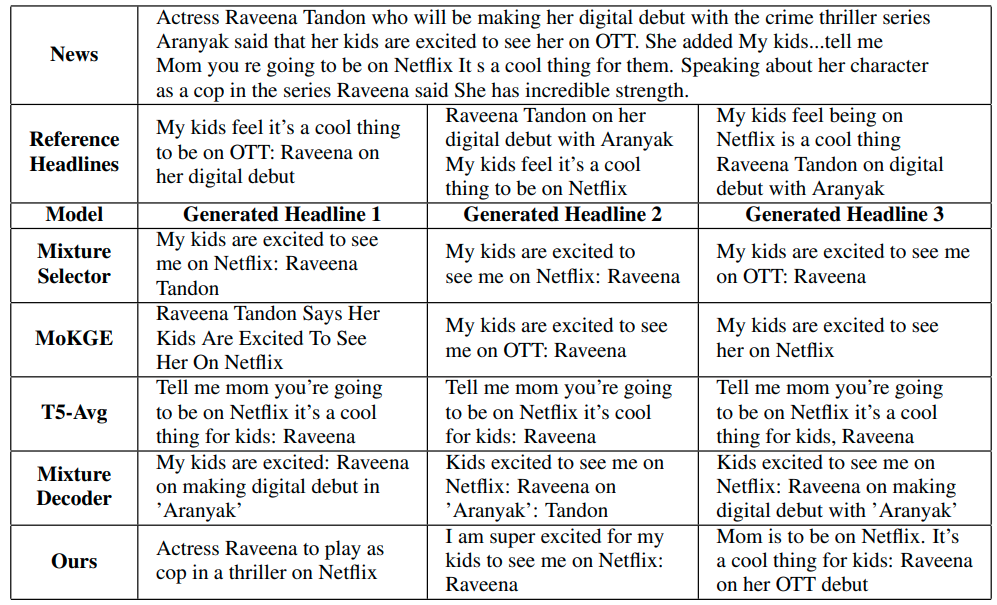 News
Actress Raveena Tandon who will be making her digital debut with the crime thriller series
Aranyak said that her kids are excited to see her on OTT. She added My kids...tell me
Mom you re going to be on Netflix It s a cool thing for them. Speaking about her character
as a cop in the series Raveena said She has incredible strength.
Reference
Headlines
My kids feel it's a cool thing
to be on OTT: Raveena on
her digital debut
Raveena Tandon on her
digital debut with Aranyak
My kids feel it's a cool
thing to be on Netflix
My kids feel being on
Netflix is a cool thing
Raveena Tandon on digital
debut with Aranyak
Model
Generated Headline 1
Generated Headline 2
Generated Headline 3
Mixture
Selector
My kids are excited to see
me on Netflix: Raveena
Tandon
My kids are excited to
see me on Netflix: Raveena
My kids are excited to see me
on OTT: Raveena
MoKGE
Raveena Tandon Says Her
Kids Are Excited To See
Her On Netflix
My kids are excited to see
me on OTT: Raveena
My kids are excited to see
her on Netflix
T5-Avg
Tell me mom you're going
to be on Netflix it's a cool
thing for kids: Raveena
Tell me mom you're going
to be on Netflix it's cool
for kids: Raveena
Tell me mom you're going
to be on Netflix it's a cool
thing for kids, Raveena
Mixture
Decoder
My kids are excited: Raveena
on making digital debut in
'Aranyak'
Kids excited to see me on
Netflix: Raveena on
'Aranyak': Tandon
Kids excited to see me on
Netflix: Raveena on making
digital debut with 'Aranyak'
Ours
Actress Raveena to play as
cop in a thriller on Netflix
I am super excited for my
kids to see me on Netflix:
Raveena
Mom is to be on Netflix. It's
a cool thing for kids: Raveena
on her OTT debut